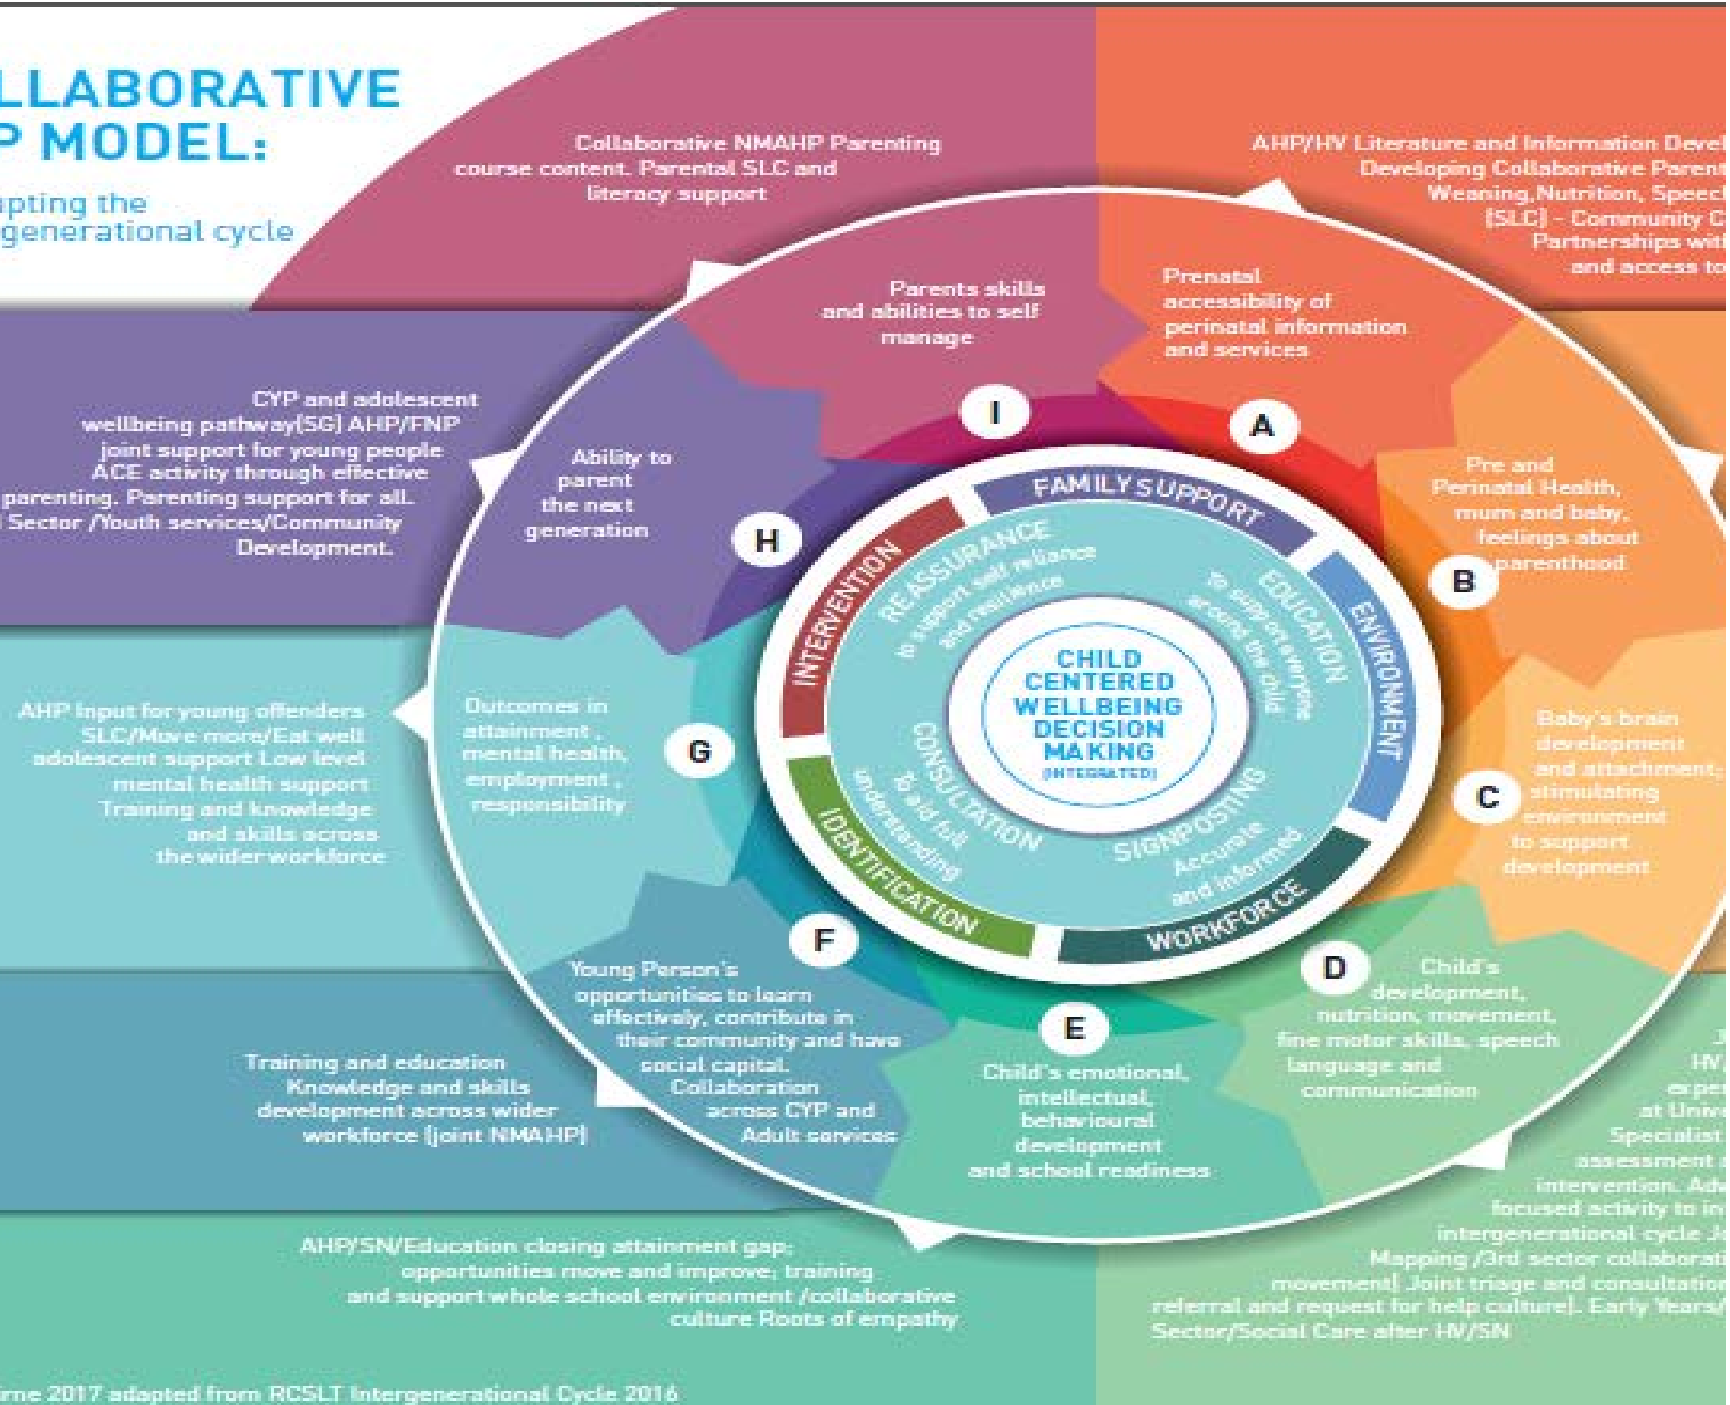 LLABORATIVE
P MODEL:
upting the
generational cycle
Collaborative NMAHP Parenting
course content. Parental SLC and
literacy support
AHP/HV Literature and Information Devel
Developing Collaborative Parent
Weaning,Nutrition, Speech
(SLC) - Community C
Partnerships with
and access to
Parents skills
and abilities to self
manage
Prenatal
accessibility of
perinatal information
and services
I
A
CYP and adolescent
wellbeing pathway(SG) AHP/FNP
joint support for young people
ACE activity through effective
parenting. Parenting support for all.
Sector /Youth services/Community
Development.
Ability to
parent
the next
generation
H
Pre and
Perinatal Health,
mum and baby,
feelings about
parenthood
B
FAMILY SUPPORT
INTERVENTION
ENVIRONMENT
REASSURANCE
to support self reliance
and resilience
EDUCATION
to support everyone
around the child
CHILD
CENTERED
WELLBEING
DECISION
MAKING
(INTEGRATED)
CONSULTATION
To aid full
understanding
SIGNPOSTING
Accurate
and informed
IDENTIFICATION
WORKFORCE
AHP Input for young offenders
SLC/Move more/Eat well
adolescent support Low level
mental health support
Training and knowledge
and skills across
the wider workforce
Outcomes in
attainment ,
mental health,
employment ,
responsibility
G
Baby's brain
development
and attachment;
stimulating
environment
to support
development
C
F
Young Person's
opportunities to learn
effectively, contribute in
their community and have
social capital.
Collaboration
across CYP and
Adult services
Training and education
Knowledge and skills
development across wider
workforce (joint NMAHP)
E
Child's emotional,
intellectual,
behavioural
development
and school readiness
D
Child's
development,
nutrition, movement,
fine motor skills, speech
language and
communication
HV/
expe
at Unive
Specialist
assessment a
intervention. Adv
focused activity to in
intergenerational cycle Jo
Mapping /3rd sector collaborati
movement) Joint triage and consultation
referral and request for help culture). Early Years/
Sector/Social Care after HV/SN
AHP/SN/Education closing attainment gap;
opportunities move and improve; training
and support whole school environment /collaborative
culture Roots of empathy
irne 2017 adapted from RCSLT Intergenerational Cycle 2016